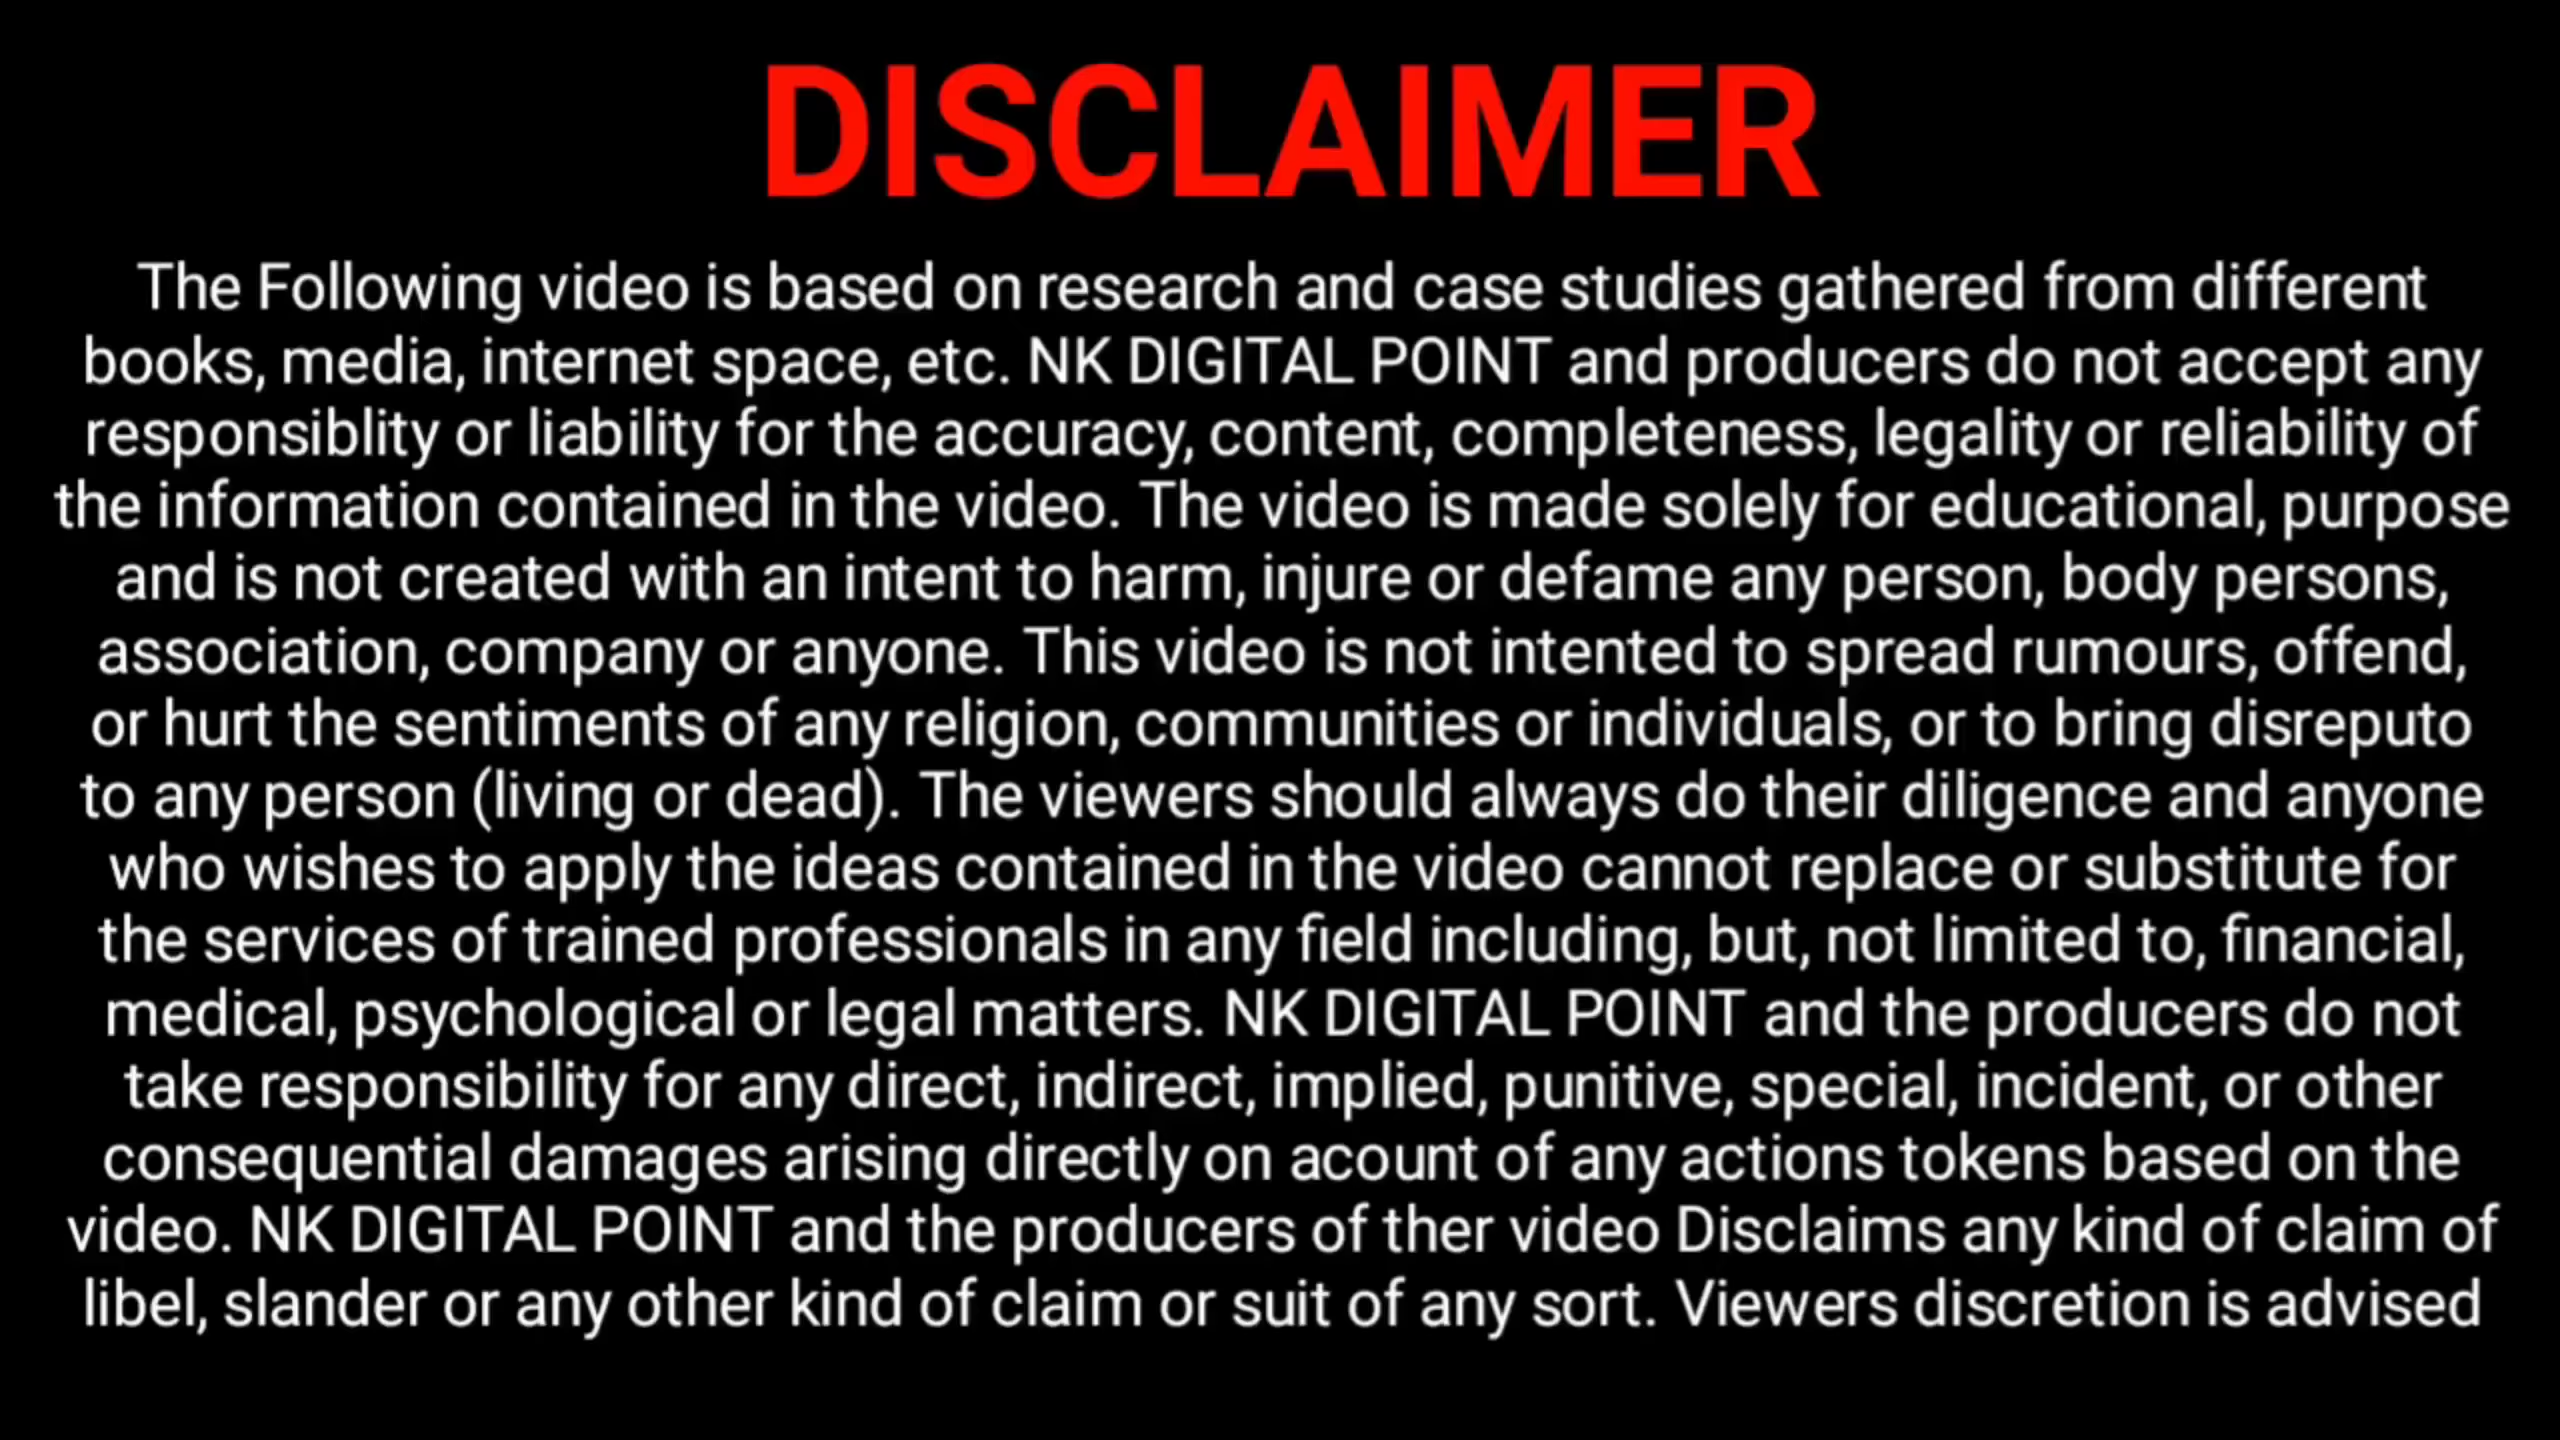 DISCLAIMER
The Following video is based on research and case studies gathered from different
books, media, internet space, etc. NK DIGITAL POINT and producers do not accept any
responsiblity or liability for the accuracy, content, completeness, legality or reliability of
the information contained in the video. The video is made solely for educational, purpose
and is not created with an intent to harm, injure or defame any person, body persons,
association, company or anyone. This video is not intented to spread rumours, offend,
or hurt the sentiments of any religion, communities or individuals, or to bring disreputo
to any person (living or dead). The viewers should always do their diligence and anyone
who wishes to apply the ideas contained in the video cannot replace or substitute for
the services of trained professionals in any field including, but, not limited to, financial,
medical, psychological or legal matters. NK DIGITAL POINT and the producers do not
take responsibility for any direct, indirect, implied, punitive, special, incident, or other
consequential damages arising directly on acount of any actions tokens based on the
video. NK DIGITAL POINT and the producers of ther video Disclaims any kind of claim of
libel, slander or any other kind of claim or suit of any sort. Viewers discretion is advised